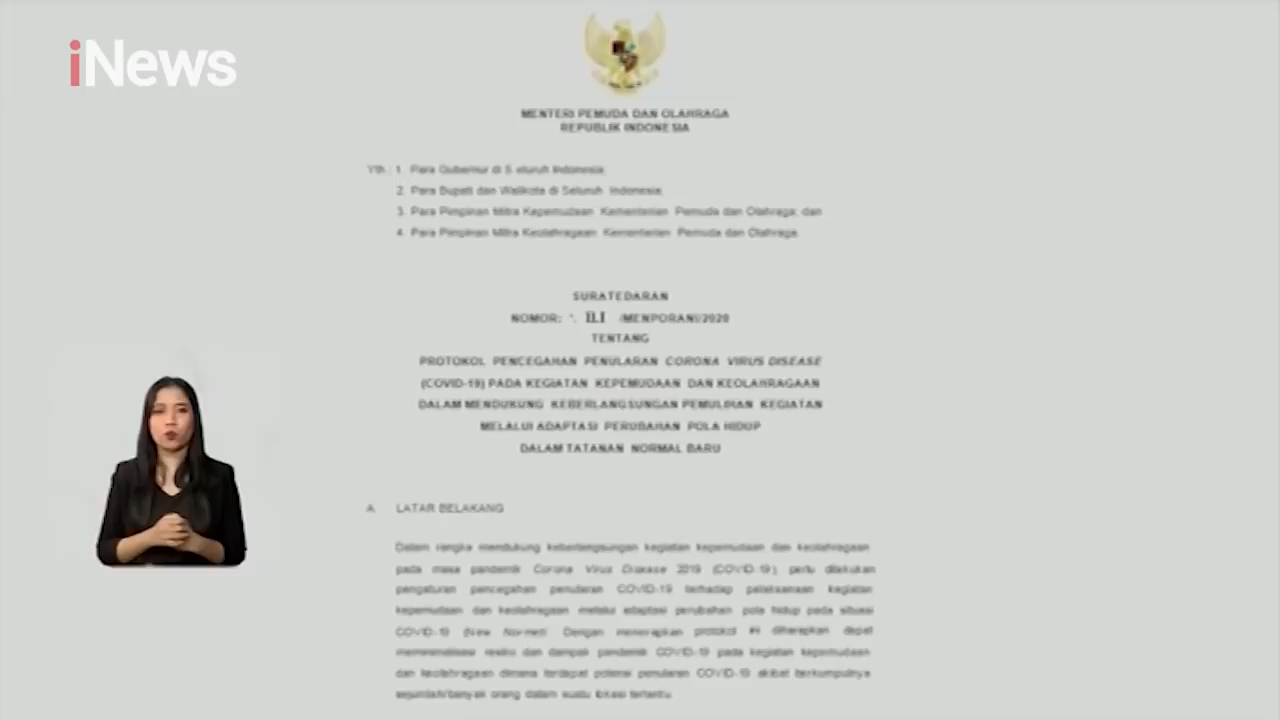 iNews
MENTERI PEMUDA DAN OLAHRAGA
REPUBLIK INDONESIA
Yth.: 1. Para Gubernur di Seluruh Indonesia;
2. Para Bupati dan Walikota di Seluruh Indonesia;
3. Para Pimpinan Mitra Kepemudaan Kementerian Pemuda dan Olahraga; dan
4. Para Pimpinan Mitra Keolahragaan Kementerian Pemuda dan Olahraga.
SURAT EDARAN
NOMOR: /MENPORA/VI/2020
TENTANG
PROTOKOL PENCEGAHAN PENULARAN CORONA VIRUS DISEASE
(COVID-19) PADA KEGIATAN KEPEMUDAAN DAN KEOLAHRAGAAN
DALAM MENDUKUNG KEBERLANGSUNGAN PEMULIHAN KEGIATAN
MELALUI ADAPTASI PERUBAHAN POLA HIDUP
DALAM TATANAN NORMAL BARU
A. LATAR BELAKANG
Dalam rangka mendukung keberlangsungan kegiatan kepemudaan dan keolahragaan
pada masa pandemik Corona Virus Disease 2019 (COVID-19), perlu dilakukan
pengaturan pencegahan penularan COVID-19 terhadap pelaksanaan kegiatan
kepemudaan dan keolahragaan melalui adaptasi perubahan pola hidup pada situasi
COVID-19 (New Normal). Dengan menerapkan protokol ini diharapkan dapat
meminimalisasi resiko dan dampak pandemik COVID-19 pada kegiatan kepemudaan
dan keolahragaan dimana terdapat potensi penularan COVID-19 akibat berkumpulnya
sejumlah/banyak orang dalam suatu lokasi tertentu.